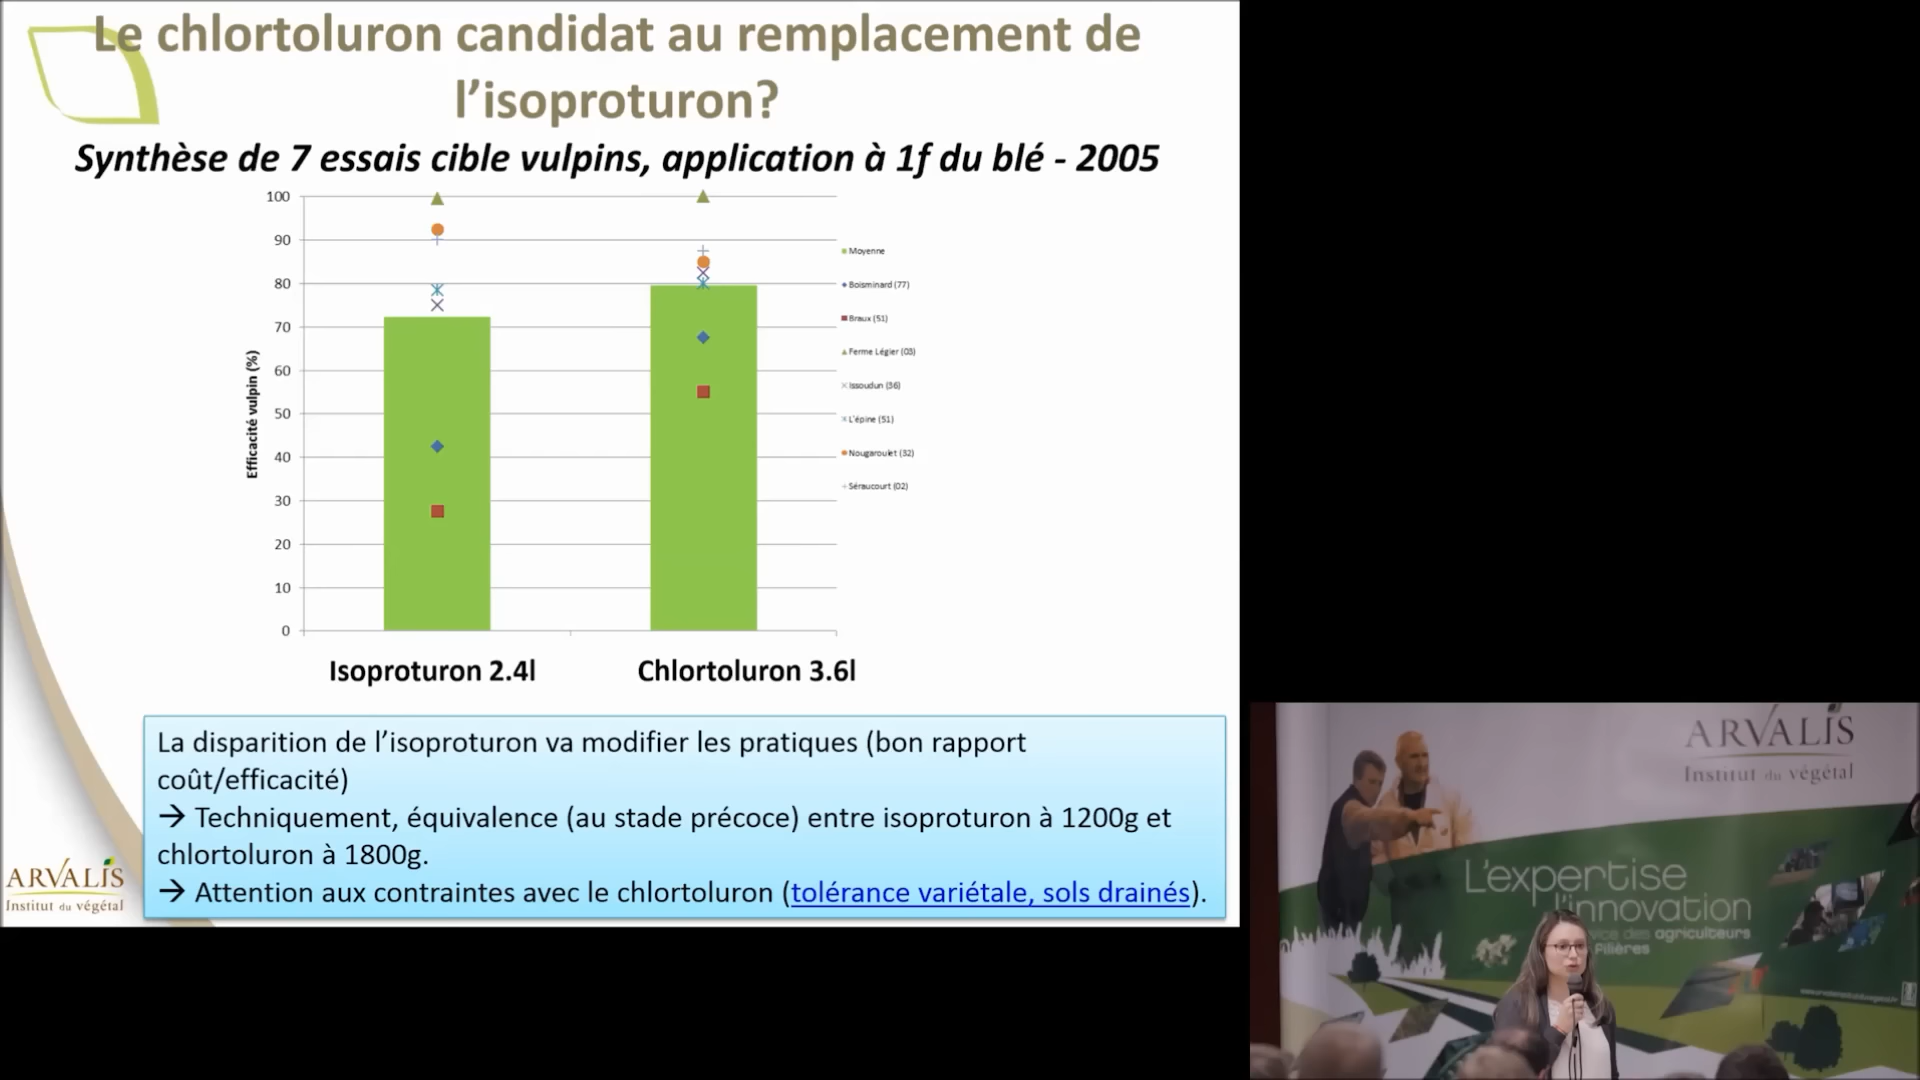 Le chlortoluron candidat au remplacement de
l’isoproturon?
Synthèse de 7 essais cible vulpins, application à 1f du blé - 2005
Efficacité vulpin (%)
100
90
80
70
60
50
40
30
20
10
0
Isoproturon 2.4l
Chlortoluron 3.6l
Moyenne
Boisminard (77)
Braux (51)
Ferme Légier (03)
Issoudun (36)
L'épine (51)
Nougaroulet (32)
Séraucourt (02)
La disparition de l’isoproturon va modifier les pratiques (bon rapport
coût/efficacité)
→ Techniquement, équivalence (au stade précoce) entre isoproturon à 1200g et
chlortoluron à 1800g.
→ Attention aux contraintes avec le chlortoluron (tolérance variétale, sols drainés).
ARVALIS
Institut du végétal
ARVALIS
Institut du végétal
L'expertise
l'innovation
des agriculteurs
Filières